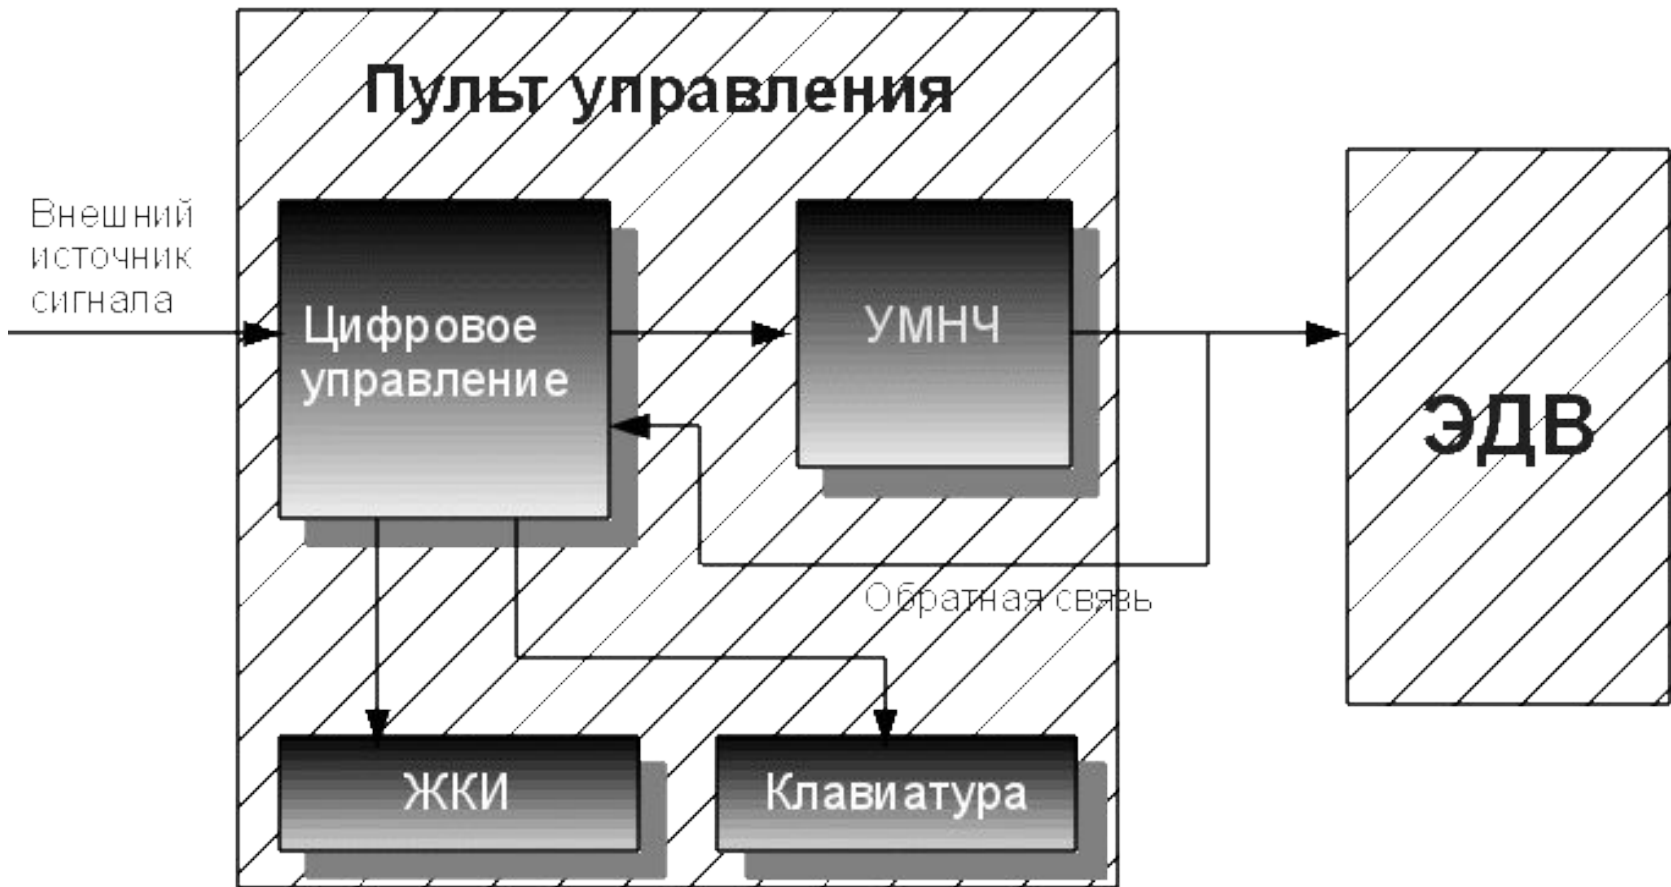 Пульт управления
Внешний
источник
сигнала
Цифровое
управление
УМНЧ
ЭДВ
Обратная связь
ЖКИ
Клавиатура